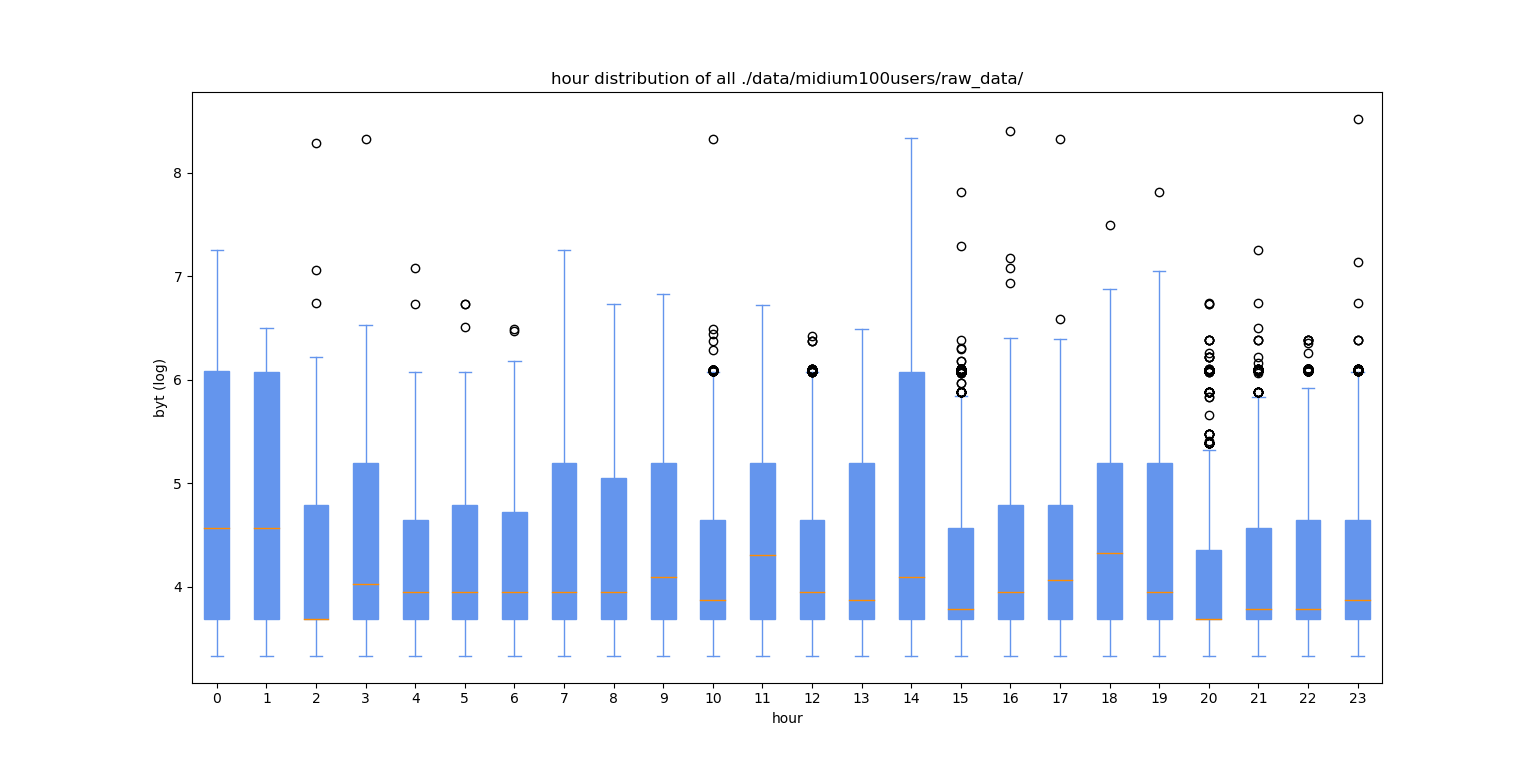 hour distribution of all ./data/midium100users/raw_data/
byt (log)
8
7
6
5
4
0 1 2 3 4 5 6 7 8 9 10 11 12 13 14 15 16 17 18 19 20 21 22 23
hour